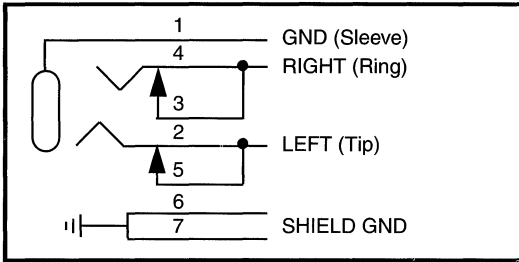 1 GND (Sleeve)
4 RIGHT (Ring)
3
2 LEFT (Tip)
5
6
7 SHIELD GND